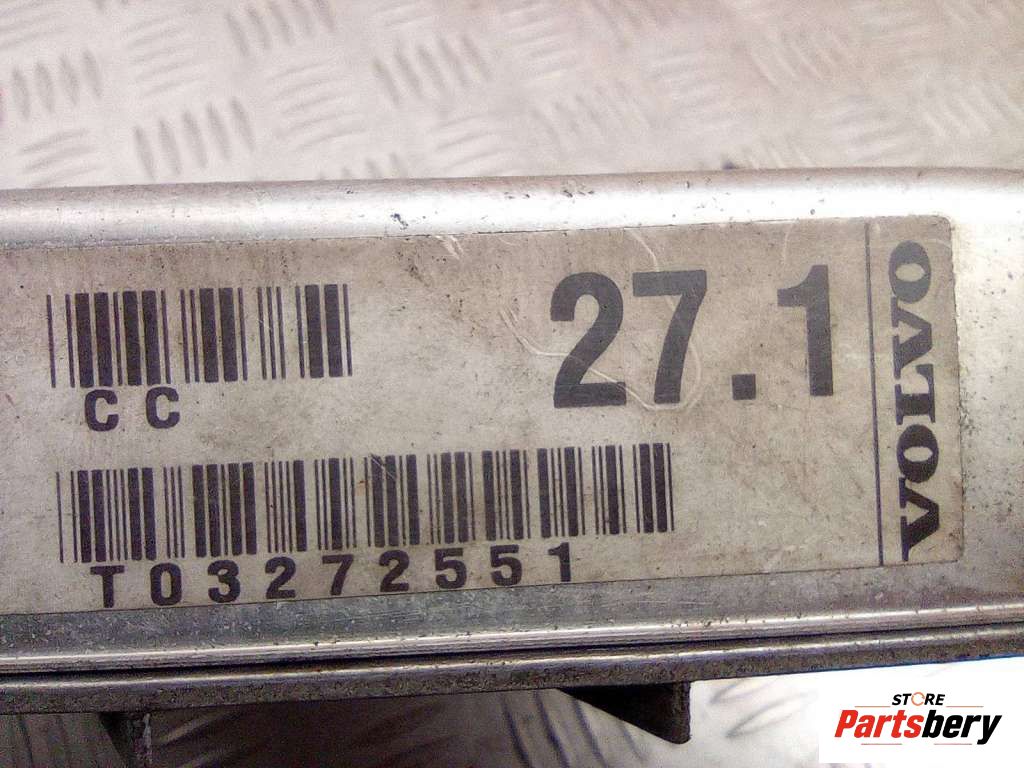 CC
27.1
VOLVO
T03272551
STORE
Partsbery